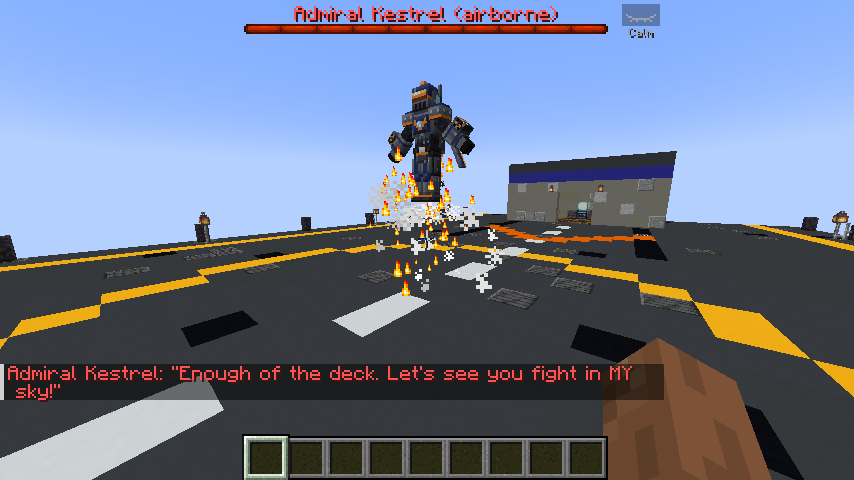 Admiral Kestrel (airborne)
Calm
Admiral Kestrel: "Enough of the deck. Let's see you fight in MY
sky!"